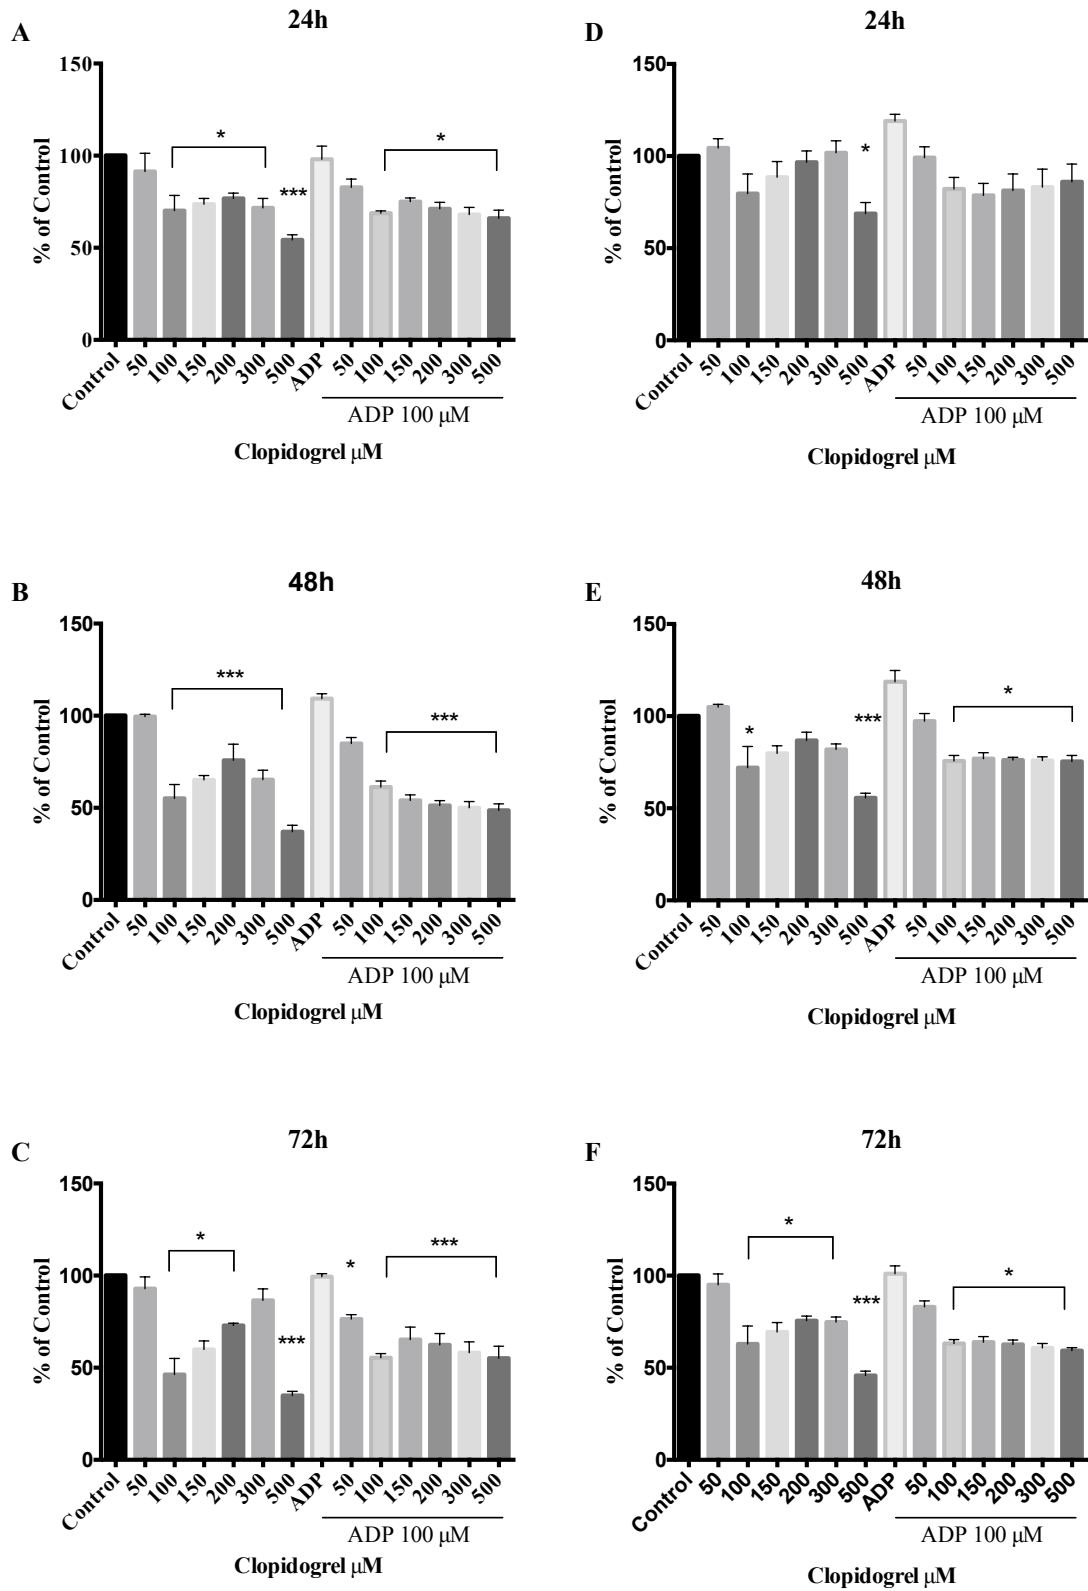 A
24h
% of Control
150
100
50
0
*
***
*
Control 50 100 150 200 300 500 ADP 50 100 150 200 300 500
ADP 100 μM
Clopidogrel μM
D
24h
% of Control
150
100
50
0
*
Control 50 100 150 200 300 500 ADP 50 100 150 200 300 500
ADP 100 μM
Clopidogrel μM
B
48h
% of Control
150
100
50
0
***
***
Control 50 100 150 200 300 500 ADP 50 100 150 200 300 500
ADP 100 μM
Clopidogrel μM
E
48h
% of Control
150
100
50
0
*
***
*
Control 50 100 150 200 300 500 ADP 50 100 150 200 300 500
ADP 100 μM
Clopidogrel μM
C
72h
% of Control
150
100
50
0
*
***
*
***
Control 50 100 150 200 300 500 ADP 50 100 150 200 300 500
ADP 100 μM
Clopidogrel μM
F
72h
% of Control
150
100
50
0
*
***
*
Control 50 100 150 200 300 500 ADP 50 100 150 200 300 500
ADP 100 μM
Clopidogrel μM